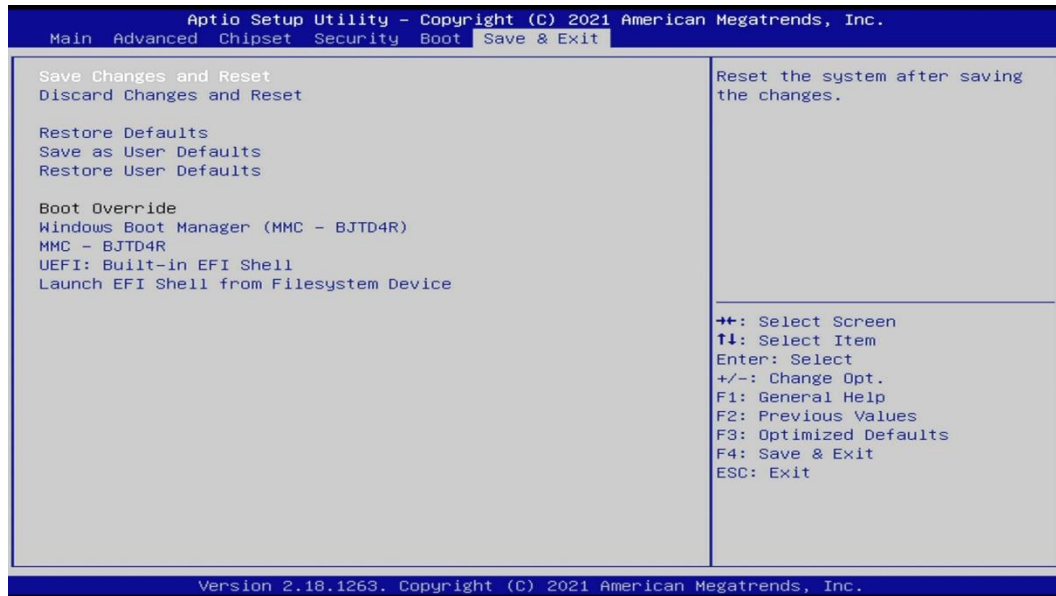 Aptio Setup Utility – Copyright (C) 2021 American Megatrends, Inc.
Main Advanced Chipset Security Boot Save & Exit
Save Changes and Reset
Discard Changes and Reset
Restore Defaults
Save as User Defaults
Restore User Defaults
Boot Override
Windows Boot Manager (MMC – BJTD4R)
MMC – BJTD4R
UEFI: Built-in EFI Shell
Launch EFI Shell from Filesystem Device
Reset the system after saving
the changes.
→←: Select Screen
↑↓: Select Item
Enter: Select
+/-: Change Opt.
F1: General Help
F2: Previous Values
F3: Optimized Defaults
F4: Save & Exit
ESC: Exit
Version 2.18.1263. Copyright (C) 2021 American Megatrends, Inc.